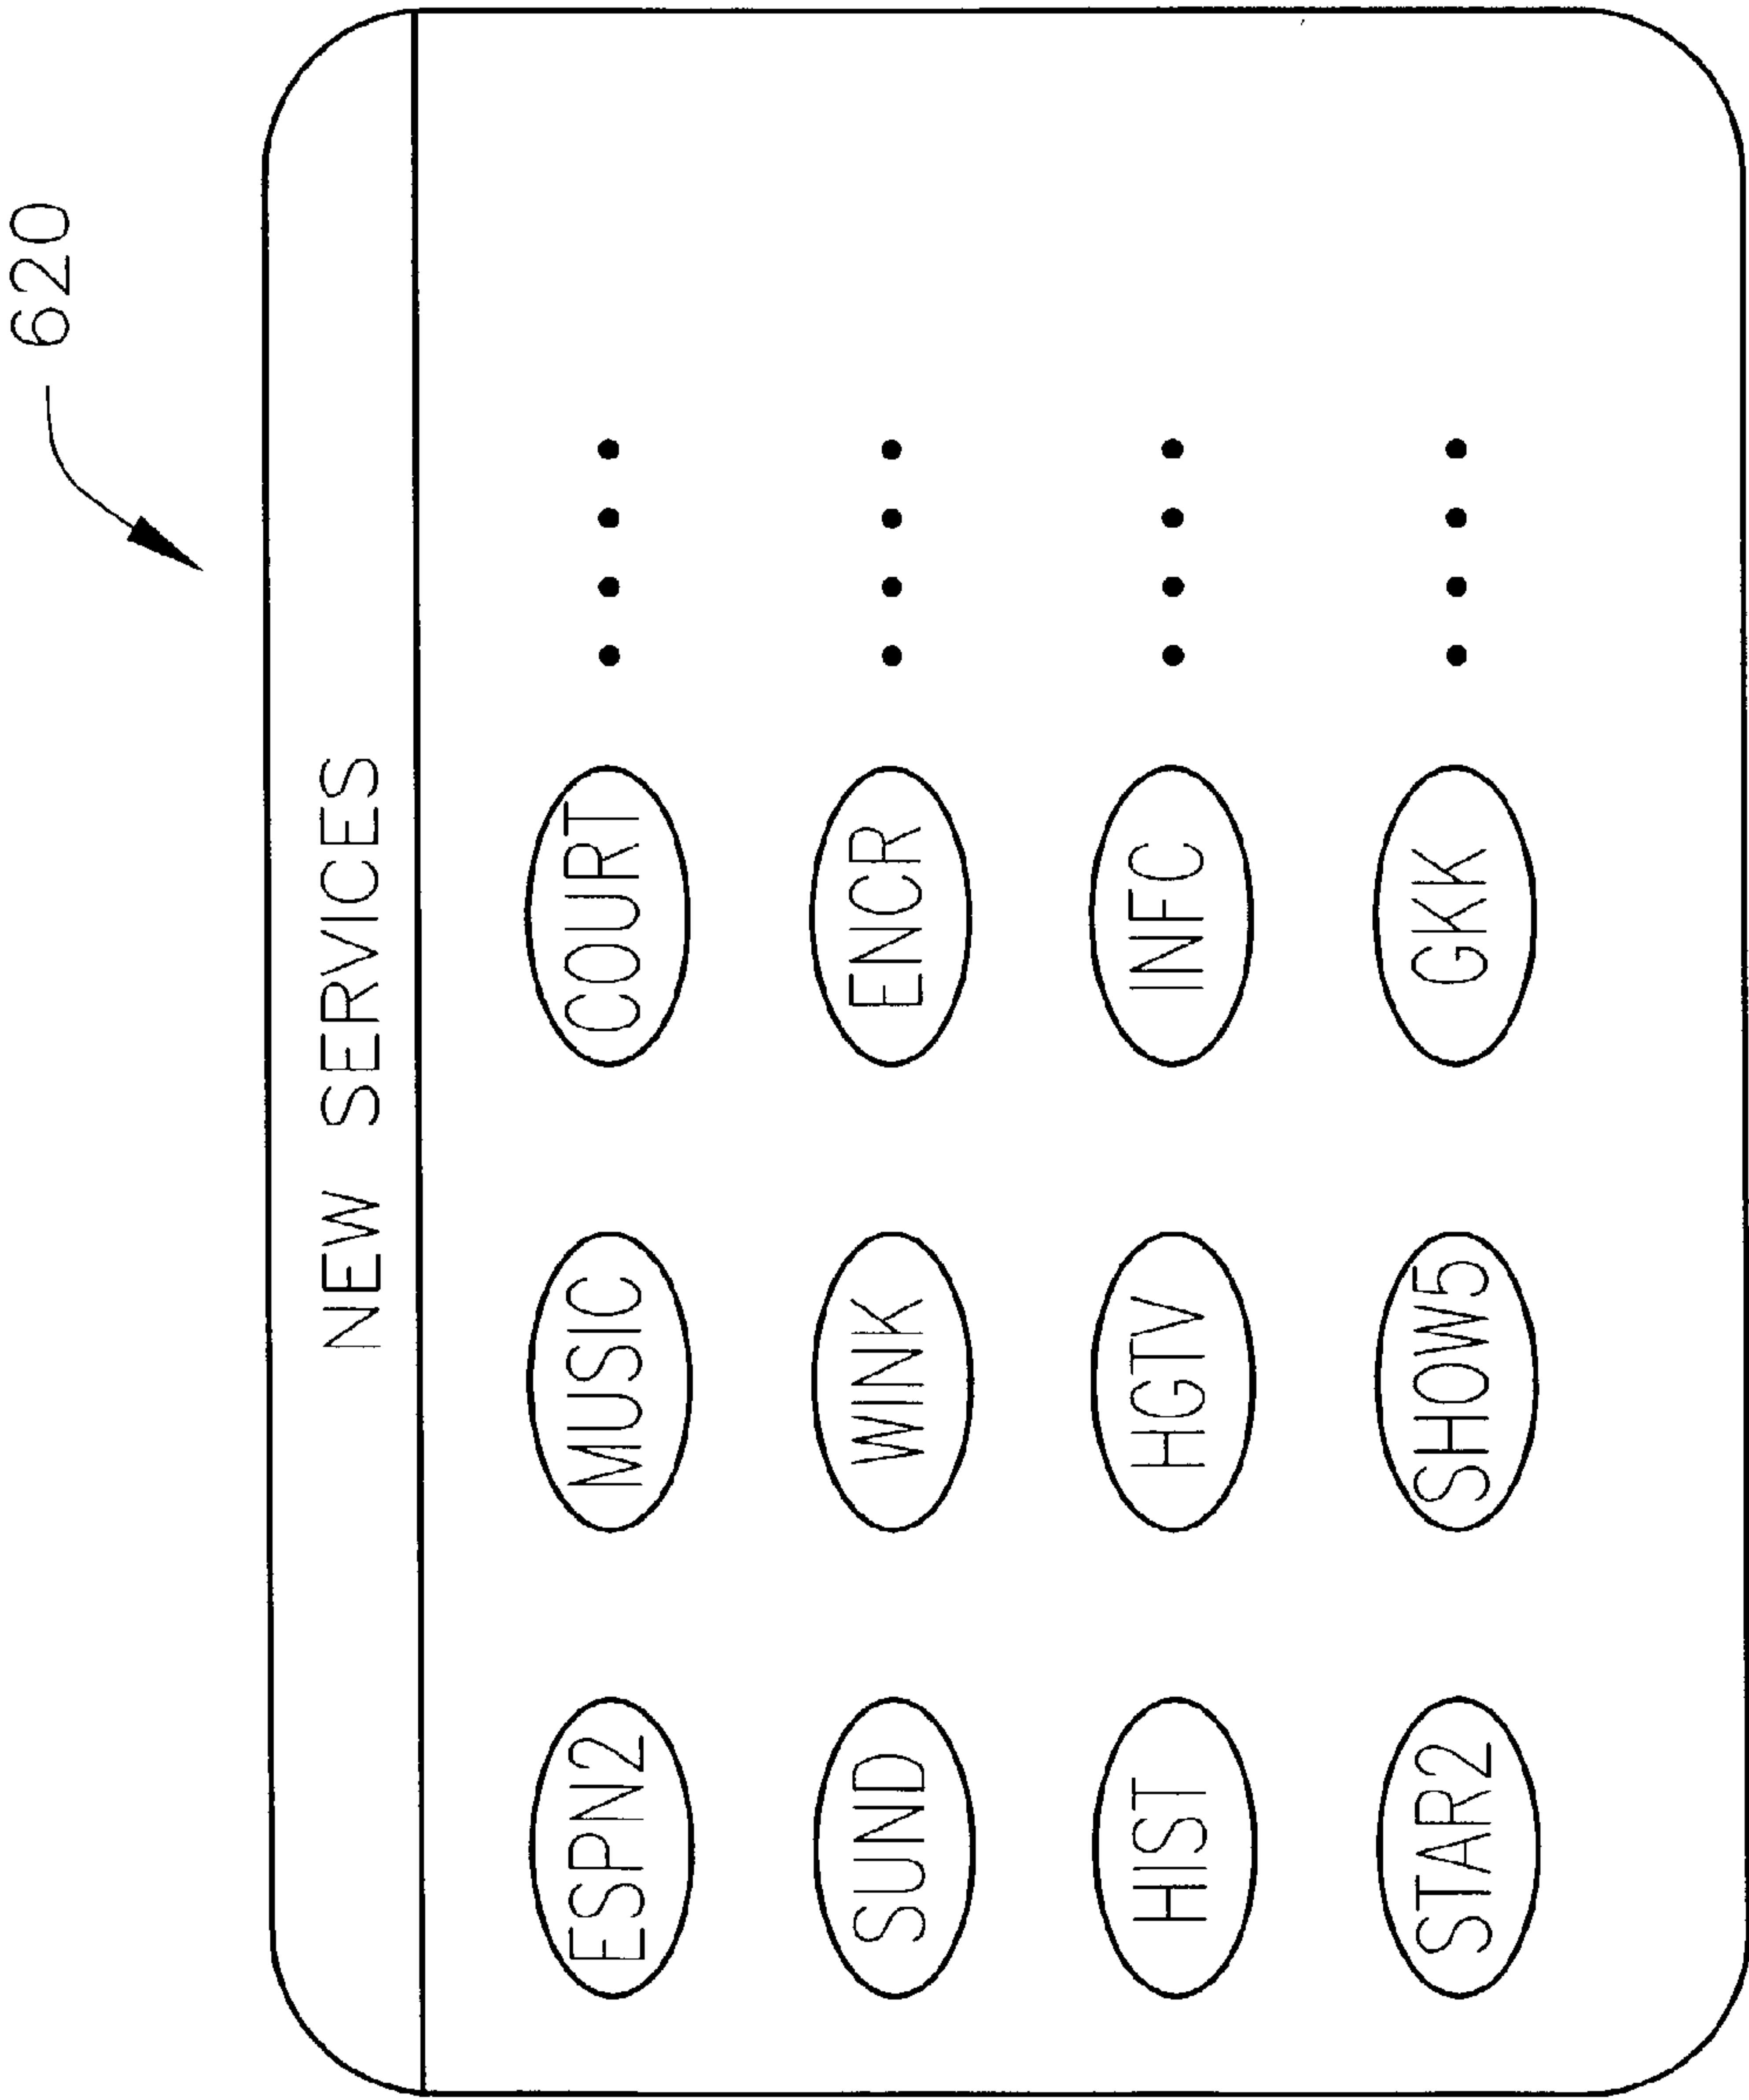 620
NEW SERVICES
ESPN2 MUSIC COURT
SUND WINK ENCR
HIST HGTV INFC
STAR2 SHOW5 GKK